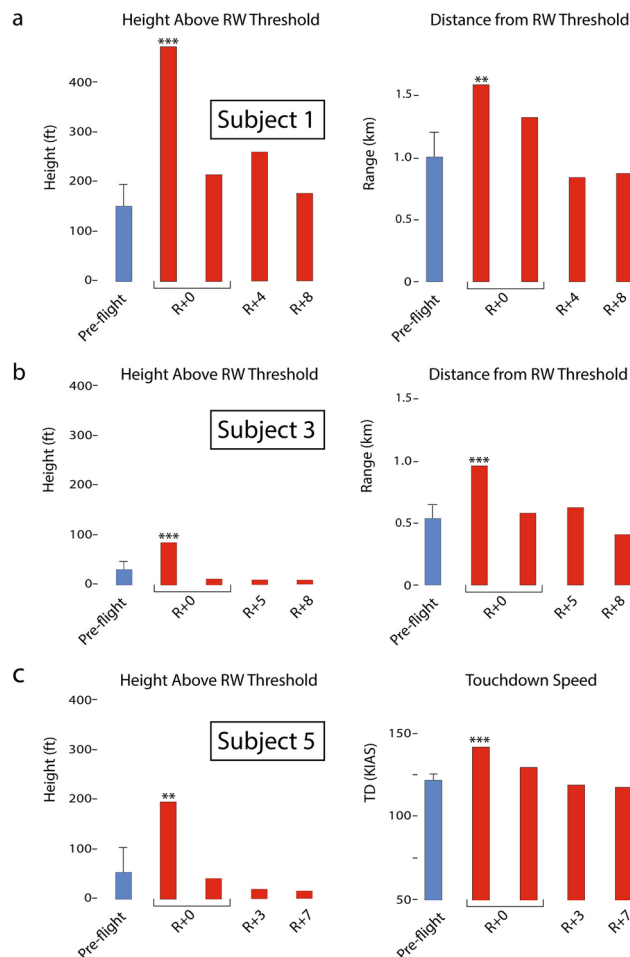 a
Height Above RW Threshold
Distance from RW Threshold
Subject 1
Height (ft)
400–
300–
200–
100–
0–
***
Pre-flight
R+0
R+4
R+8
Range (km)
1.5–
1.0–
0.5–
0–
**
Pre-flight
R+0
R+4
R+8
b
Height Above RW Threshold
Distance from RW Threshold
Subject 3
Height (ft)
400–
300–
200–
100–
0–
***
Pre-flight
R+0
R+5
R+8
Range (km)
1.5–
1.0–
0.5–
0–
***
Pre-flight
R+0
R+5
R+8
c
Height Above RW Threshold
Touchdown Speed
Subject 5
Height (ft)
400–
300–
200–
100–
0–
**
Pre-flight
R+0
R+3
R+7
TD (KIAS)
150–
100–
50–
***
Pre-flight
R+0
R+3
R+7